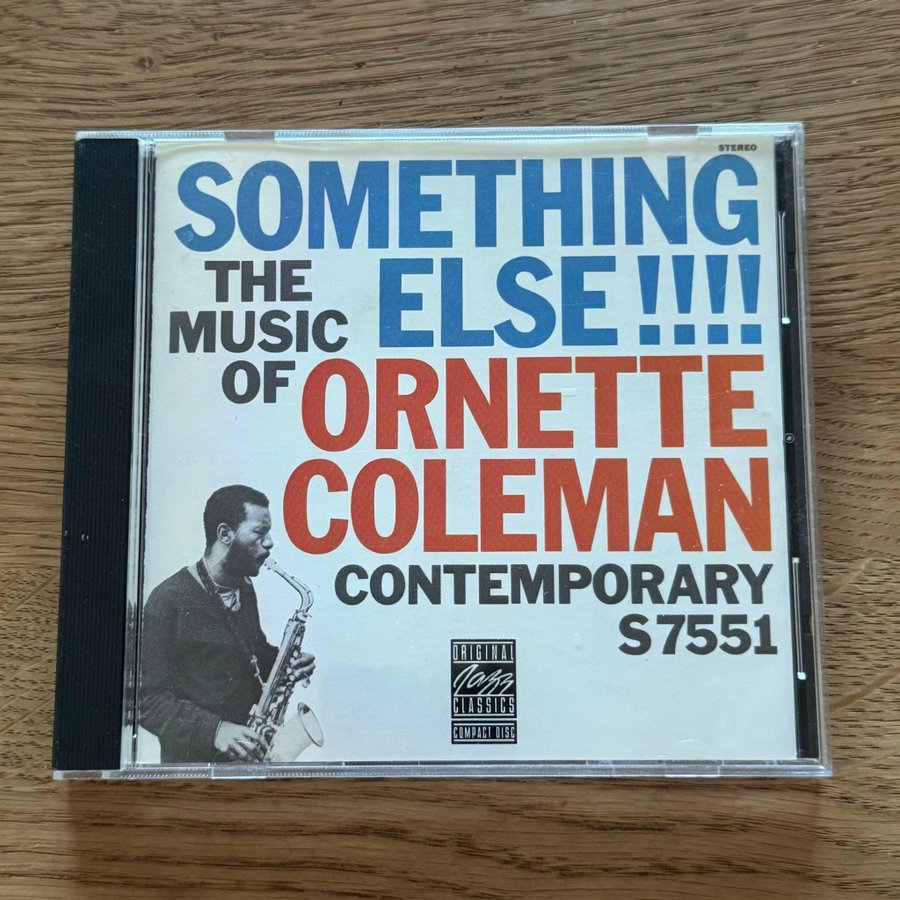 STEREO
SOMETHING
THE
MUSIC
OF
ELSE!!!!
ORNETTE
COLEMAN
CONTEMPORARY
S7551
ORIGINAL
Jazz
CLASSICS
COMPACT DISC